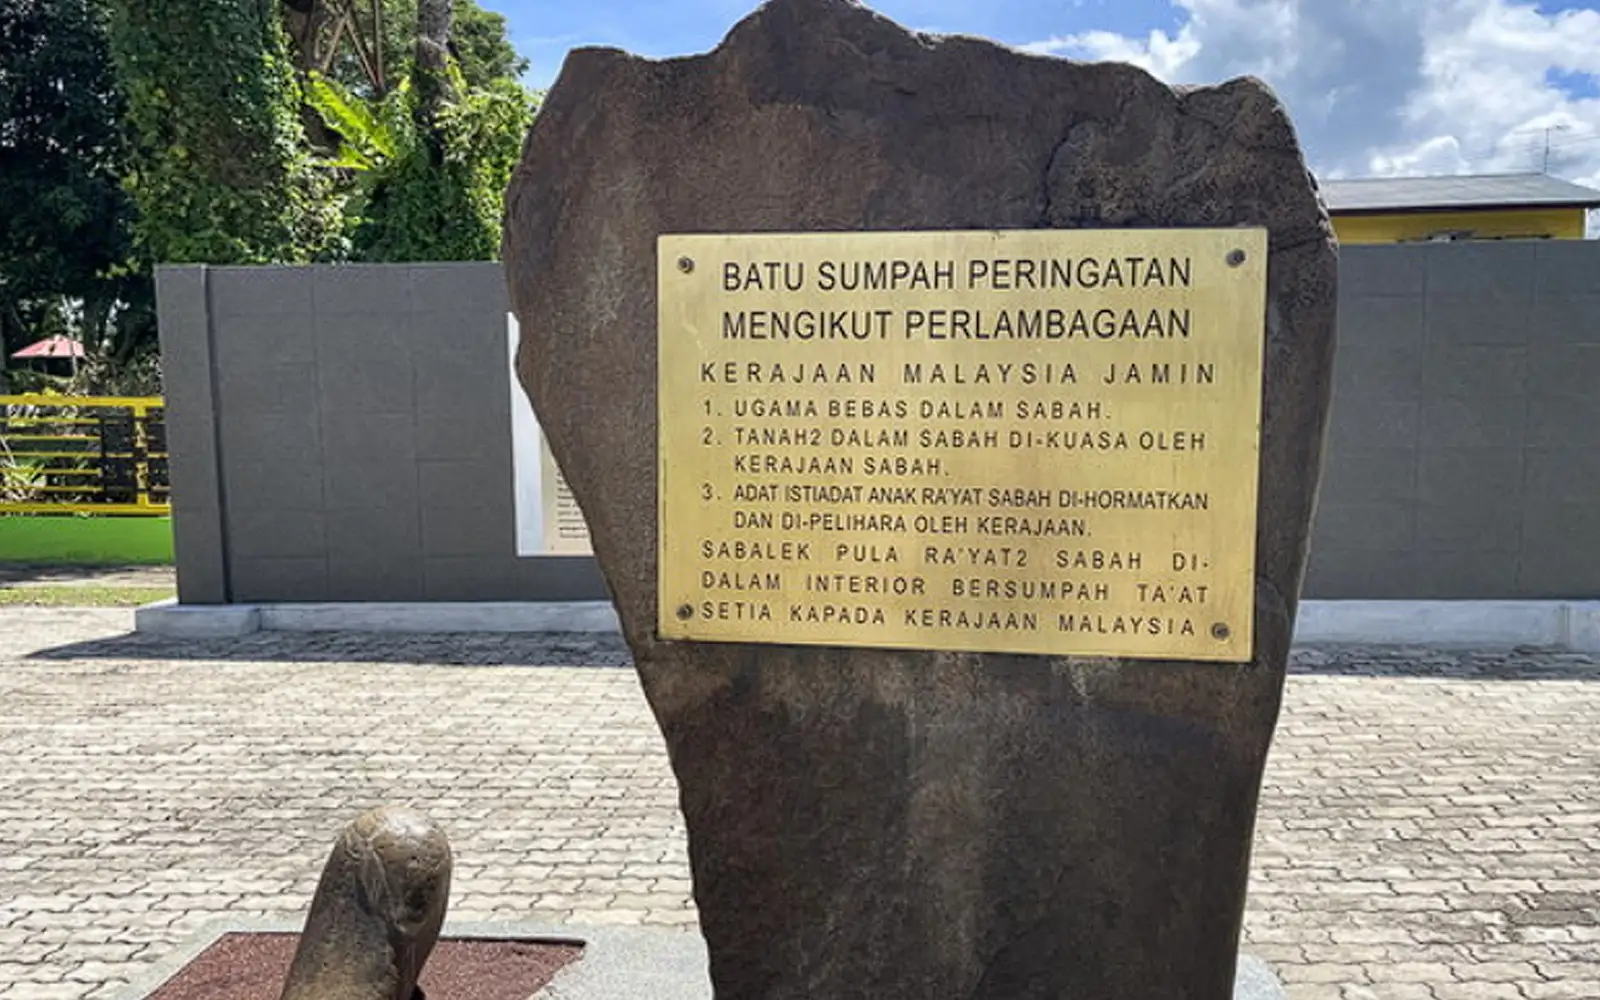 BATU SUMPAH PERINGATAN
MENGIKUT PERLAMBAGAAN
KERAJAAN MALAYSIA JAMIN
1. UGAMA BEBAS DALAM SABAH.
2. TANAH2 DALAM SABAH DI-KUASA OLEH
KERAJAAN SABAH.
3. ADAT ISTIADAT ANAK RA'YAT SABAH DI-HORMATKAN
DAN DI-PELIHARA OLEH KERAJAAN.
SABALEK PULA RA'YAT2 SABAH DI-
DALAM INTERIOR BERSUMPAH TA'AT
SETIA KAPADA KERAJAAN MALAYSIA